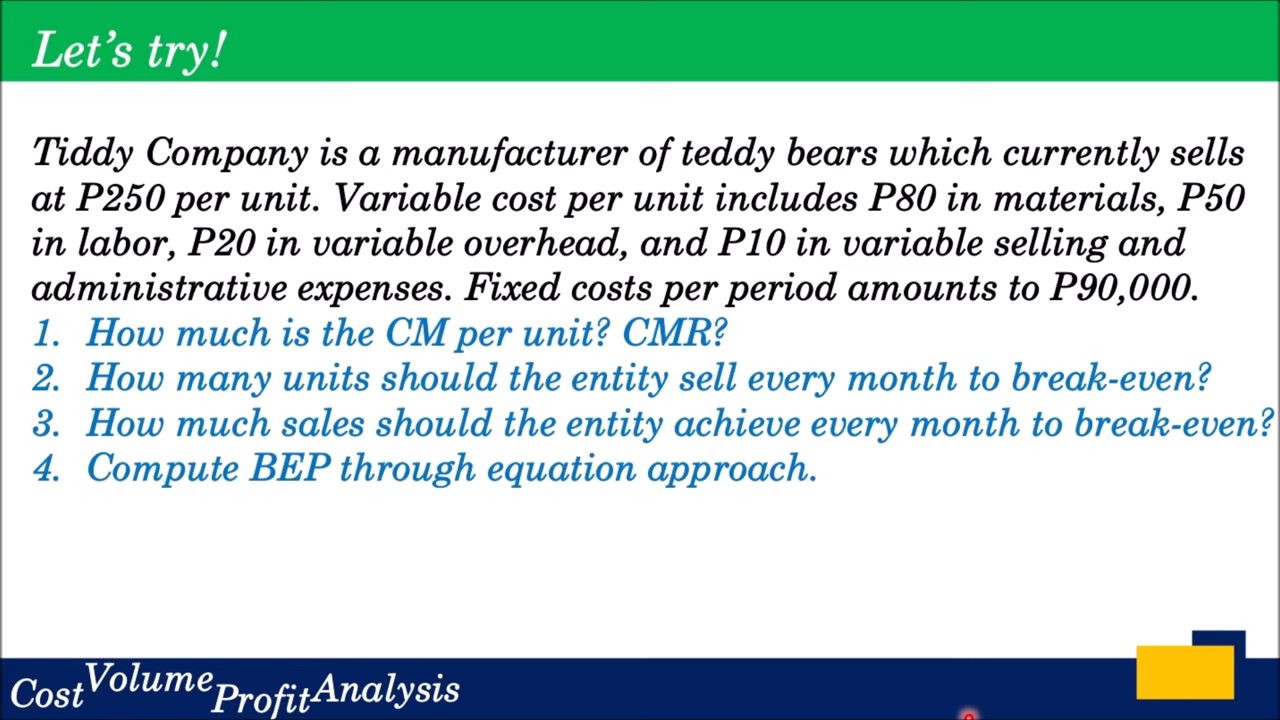 Let's try!
Tiddy Company is a manufacturer of teddy bears which currently sells
at P250 per unit. Variable cost per unit includes P80 in materials, P50
in labor, P20 in variable overhead, and P10 in variable selling and
administrative expenses. Fixed costs per period amounts to P90,000.
1. How much is the CM per unit? CMR?
2. How many units should the entity sell every month to break-even?
3. How much sales should the entity achieve every month to break-even?
4. Compute BEP through equation approach.
Cost Volume Profit Analysis